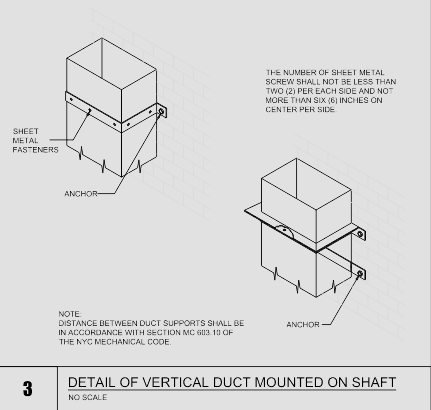 THE NUMBER OF SHEET METAL
SCREW SHALL NOT BE LESS THAN
TWO (2) PER EACH SIDE AND NOT
MORE THAN SIX (6) INCHES ON
CENTER PER SIDE.
SHEET
METAL
FASTENERS
ANCHOR
ANCHOR
NOTE:
DISTANCE BETWEEN DUCT SUPPORTS SHALL BE
IN ACCORDANCE WITH SECTION MC 603.10 OF
THE NYC MECHANICAL CODE.
3
DETAIL OF VERTICAL DUCT MOUNTED ON SHAFT
NO SCALE